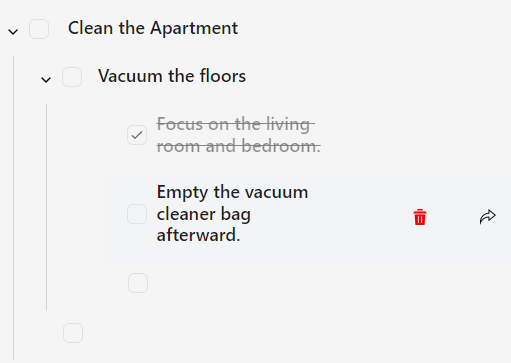 Clean the Apartment
Vacuum the floors
Focus on the living
room and bedroom.
Empty the vacuum
cleaner bag
afterward.